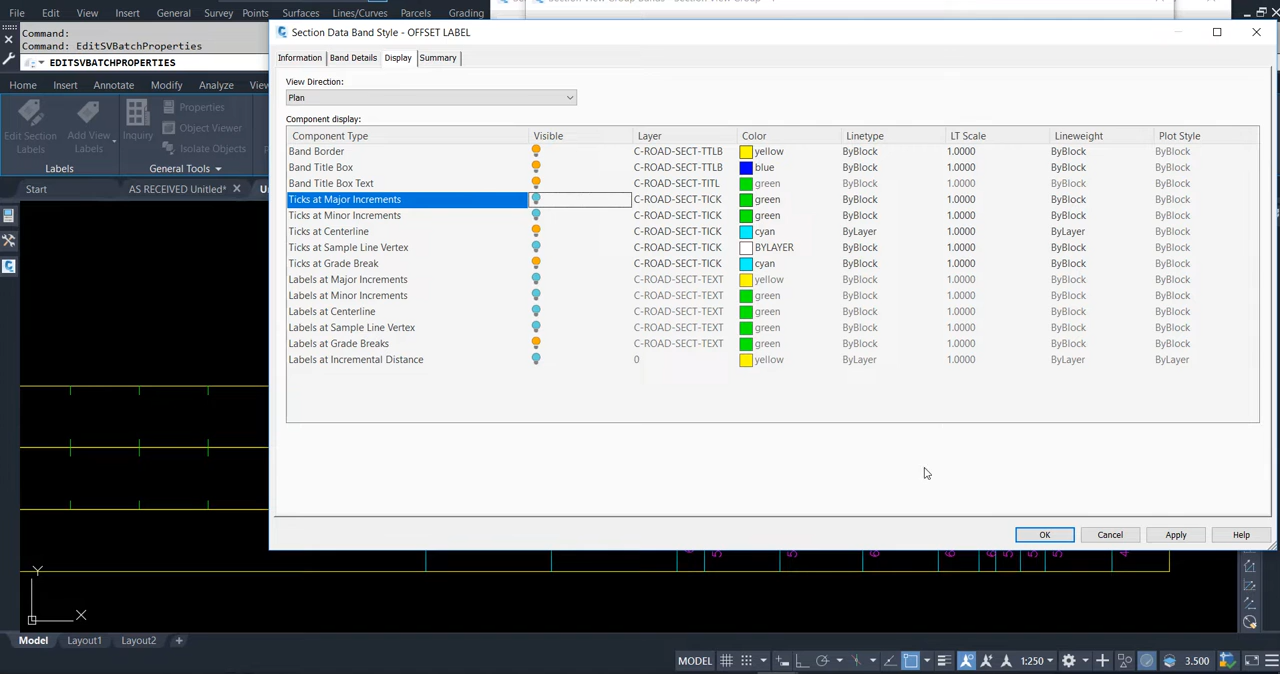 File Edit View Insert General Survey Points Surfaces Lines/Curves Parcels Grading
Command:
Command: EditSVBatchProperties
EDITSVBATCHPROPERTIES
Home Insert Annotate Modify Analyze View
Edit Section Labels
Add View Labels
Inquiry
Properties
Object Viewer
Isolate Objects
Labels
General Tools
Start AS RECEIVED Unitled*
Section Data Band Style - OFFSET LABEL
Information Band Details Display Summary
View Direction:
Plan
Component display:
Component Type Visible Layer Color Linetype LT Scale Lineweight Plot Style
Band Border C-ROAD-SECT-TTLB yellow ByBlock 1.0000 ByBlock ByBlock
Band Title Box C-ROAD-SECT-TTLB blue ByBlock 1.0000 ByBlock ByBlock
Band Title Box Text C-ROAD-SECT-TITL green ByBlock 1.0000 ByBlock ByBlock
Ticks at Major Increments C-ROAD-SECT-TICK green ByBlock 1.0000 ByBlock ByBlock
Ticks at Minor Increments C-ROAD-SECT-TICK green ByBlock 1.0000 ByBlock ByBlock
Ticks at Centerline C-ROAD-SECT-TICK cyan ByLayer 1.0000 ByLayer ByBlock
Ticks at Sample Line Vertex C-ROAD-SECT-TICK BYLAYER ByBlock 1.0000 ByBlock ByBlock
Ticks at Grade Break C-ROAD-SECT-TICK cyan ByBlock 1.0000 ByBlock ByBlock
Labels at Major Increments C-ROAD-SECT-TEXT yellow ByBlock 1.0000 ByBlock ByBlock
Labels at Minor Increments C-ROAD-SECT-TEXT green ByBlock 1.0000 ByBlock ByBlock
Labels at Centerline C-ROAD-SECT-TEXT green ByBlock 1.0000 ByBlock ByBlock
Labels at Sample Line Vertex C-ROAD-SECT-TEXT green ByBlock 1.0000 ByBlock ByBlock
Labels at Grade Breaks C-ROAD-SECT-TEXT green ByBlock 1.0000 ByBlock ByBlock
Labels at Incremental Distance 0 yellow ByLayer 1.0000 ByLayer ByLayer
OK Cancel Apply Help
Y
X
Model Layout1 Layout2 +
MODEL 1:250 3.500